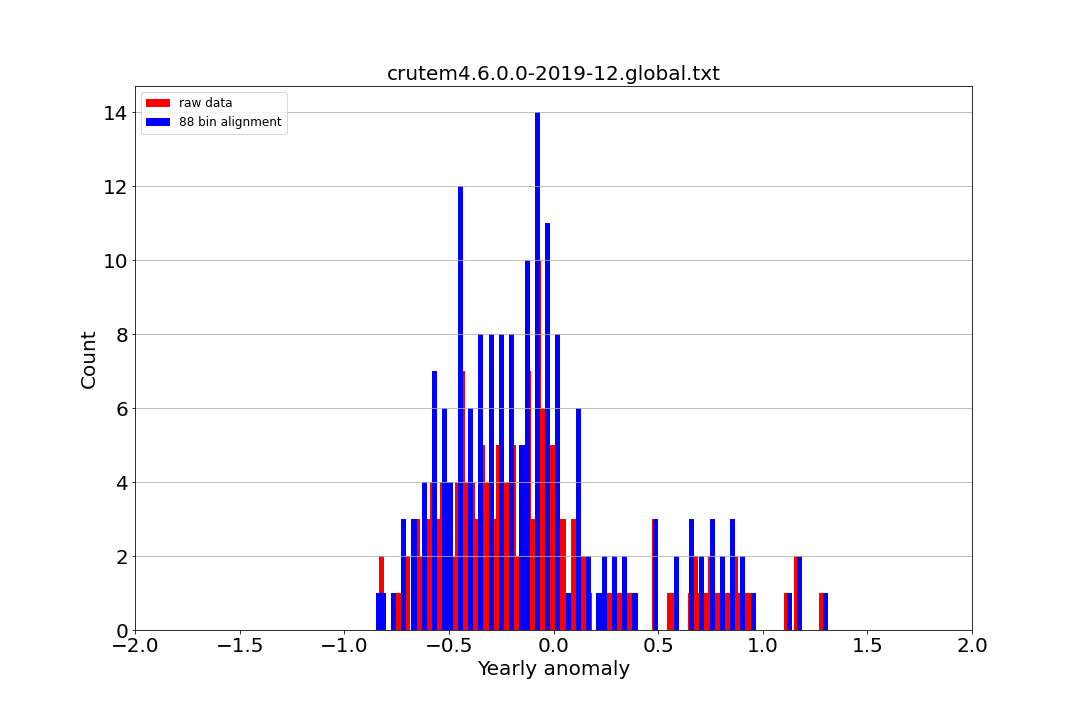 crutem4.6.0.0-2019-12.global.txt
raw data
88 bin alignment
14
12
10
8
6
4
2
0
Count
−2.0 −1.5 −1.0 −0.5 0.0 0.5 1.0 1.5 2.0
Yearly anomaly